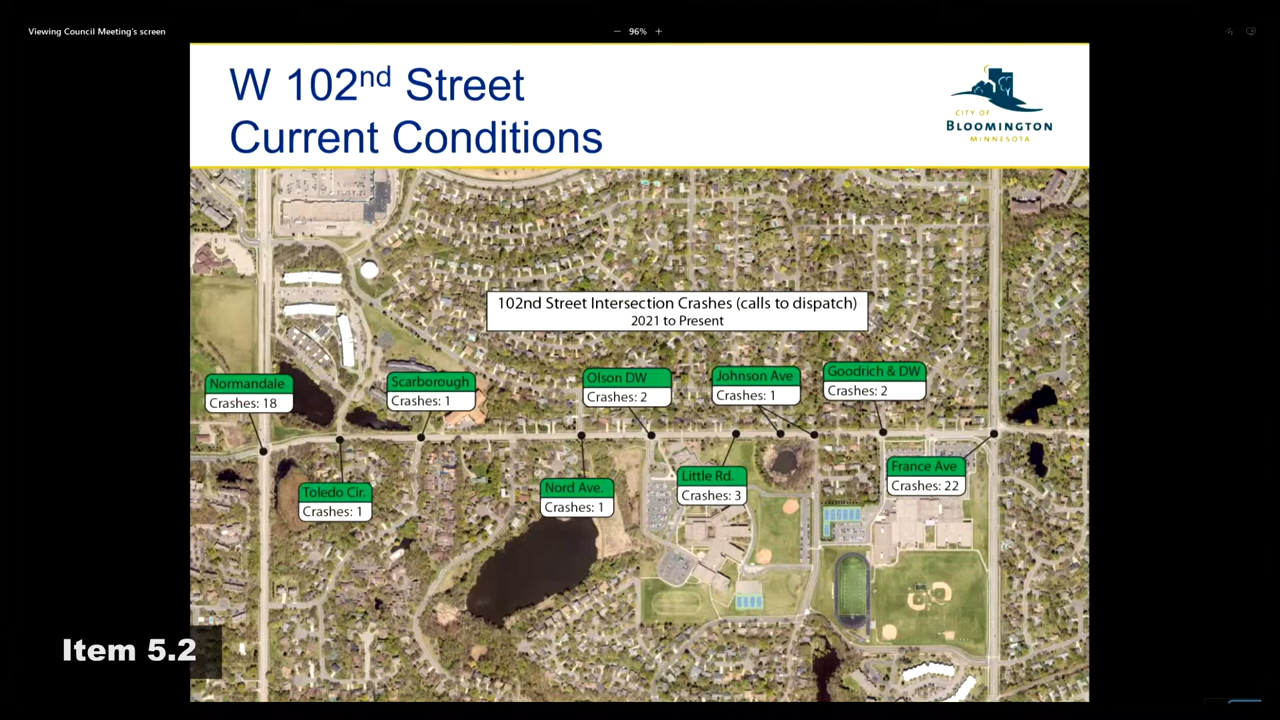 Viewing Council Meeting's screen
− 96% +
W 102nd Street
Current Conditions
CITY OF
BLOOMINGTON
MINNESOTA
102nd Street Intersection Crashes (calls to dispatch)
2021 to Present
Normandale
Crashes: 18
Scarborough
Crashes: 1
Olson DW
Crashes: 2
Johnson Ave
Crashes: 1
Goodrich & DW
Crashes: 2
Toledo Cir.
Crashes: 1
Nord Ave.
Crashes: 1
Little Rd.
Crashes: 3
France Ave
Crashes: 22
Item 5.2